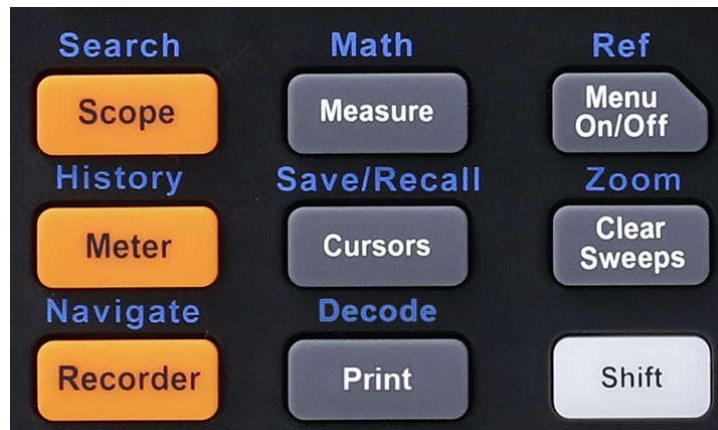 Search Math Ref
Scope Measure Menu
On/Off
History Save/Recall Zoom
Meter Cursors Clear
Sweeps
Navigate Decode
Recorder Print Shift